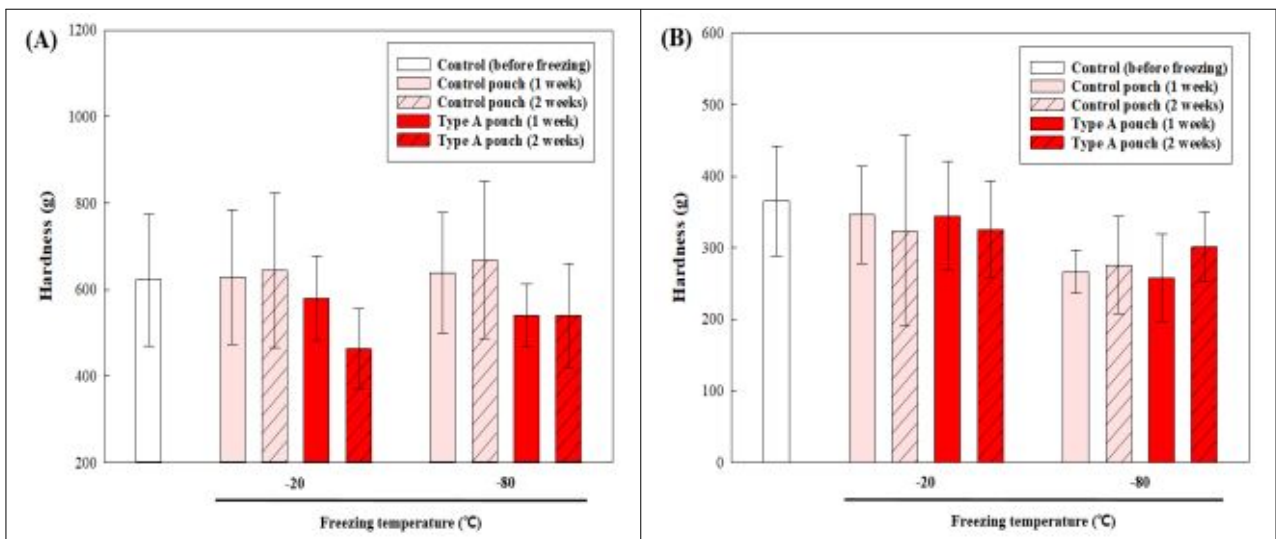 (A)
1200
1000
800
600
400
200
Hardness (g)
Control (before freezing)
Control pouch (1 week)
Control pouch (2 weeks)
Type A pouch (1 week)
Type A pouch (2 weeks)
-20
-80
Freezing temperature (℃)
(B)
600
500
400
300
200
100
0
Hardness (g)
Control (before freezing)
Control pouch (1 week)
Control pouch (2 weeks)
Type A pouch (1 week)
Type A pouch (2 weeks)
-20
-80
Freezing temperature (℃)